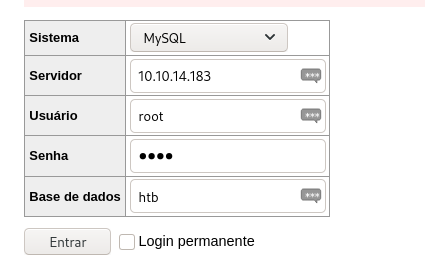 Sistema MySQL
Servidor 10.10.14.183
Usuário root
Senha ●●●●
Base de dados htb
Entrar Login permanente